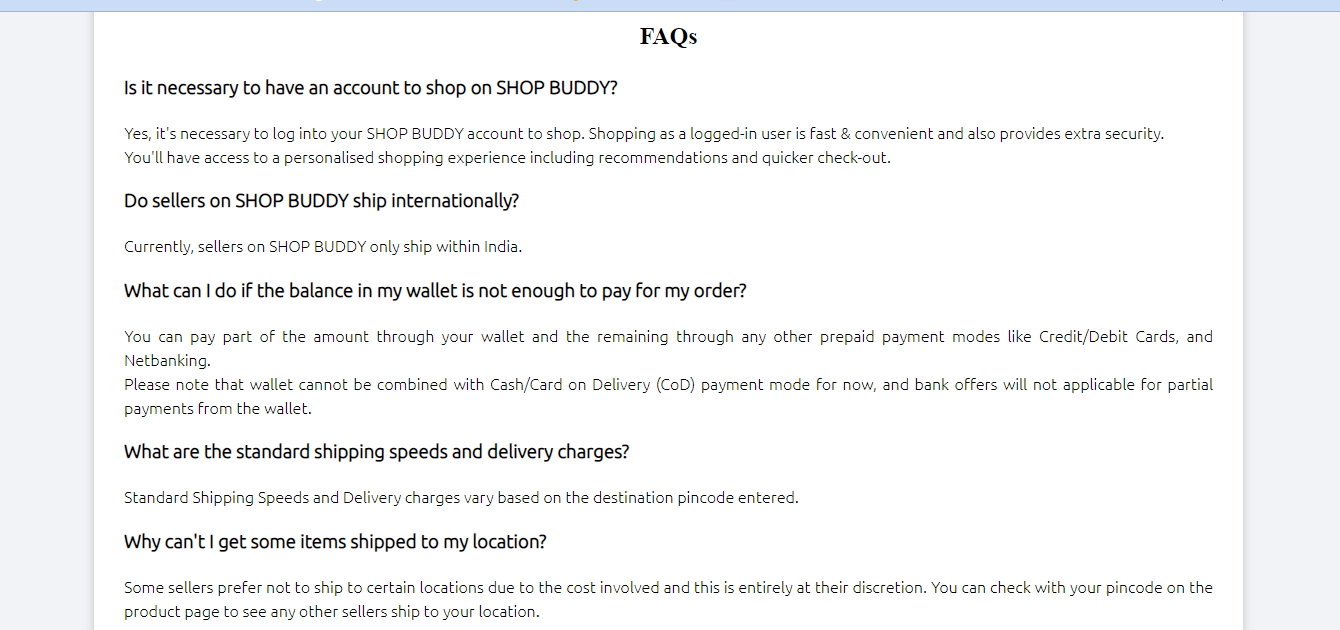 FAQs
Is it necessary to have an account to shop on SHOP BUDDY?
Yes, it's necessary to log into your SHOP BUDDY account to shop. Shopping as a logged-in user is fast & convenient and also provides extra security.
You'll have access to a personalised shopping experience including recommendations and quicker check-out.
Do sellers on SHOP BUDDY ship internationally?
Currently, sellers on SHOP BUDDY only ship within India.
What can I do if the balance in my wallet is not enough to pay for my order?
You can pay part of the amount through your wallet and the remaining through any other prepaid payment modes like Credit/Debit Cards, and
Netbanking.
Please note that wallet cannot be combined with Cash/Card on Delivery (CoD) payment mode for now, and bank offers will not applicable for partial
payments from the wallet.
What are the standard shipping speeds and delivery charges?
Standard Shipping Speeds and Delivery charges vary based on the destination pincode entered.
Why can't I get some items shipped to my location?
Some sellers prefer not to ship to certain locations due to the cost involved and this is entirely at their discretion. You can check with your pincode on the
product page to see any other sellers ship to your location.